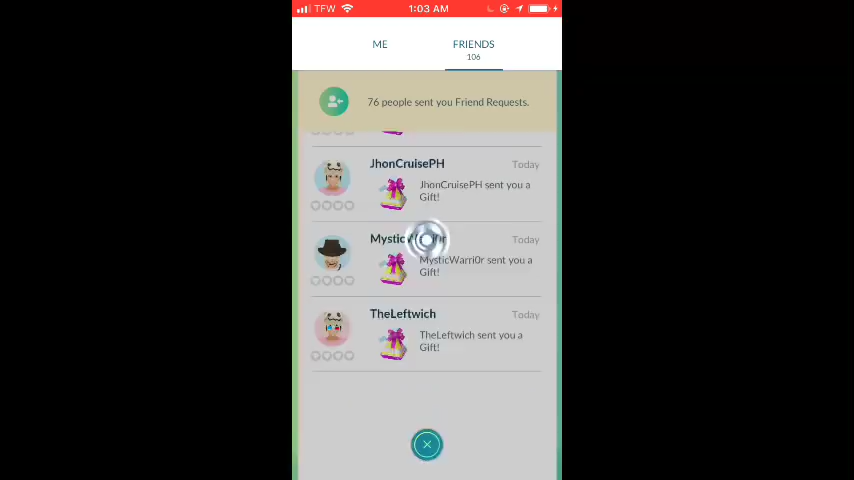 TFW 1:03 AM
ME FRIENDS
106
76 people sent you Friend Requests.
JhonCruisePH Today
JhonCruisePH sent you a
Gift!
MysticWarri0r Today
MysticWarri0r sent you a
Gift!
TheLeftwich Today
TheLeftwich sent you a
Gift!